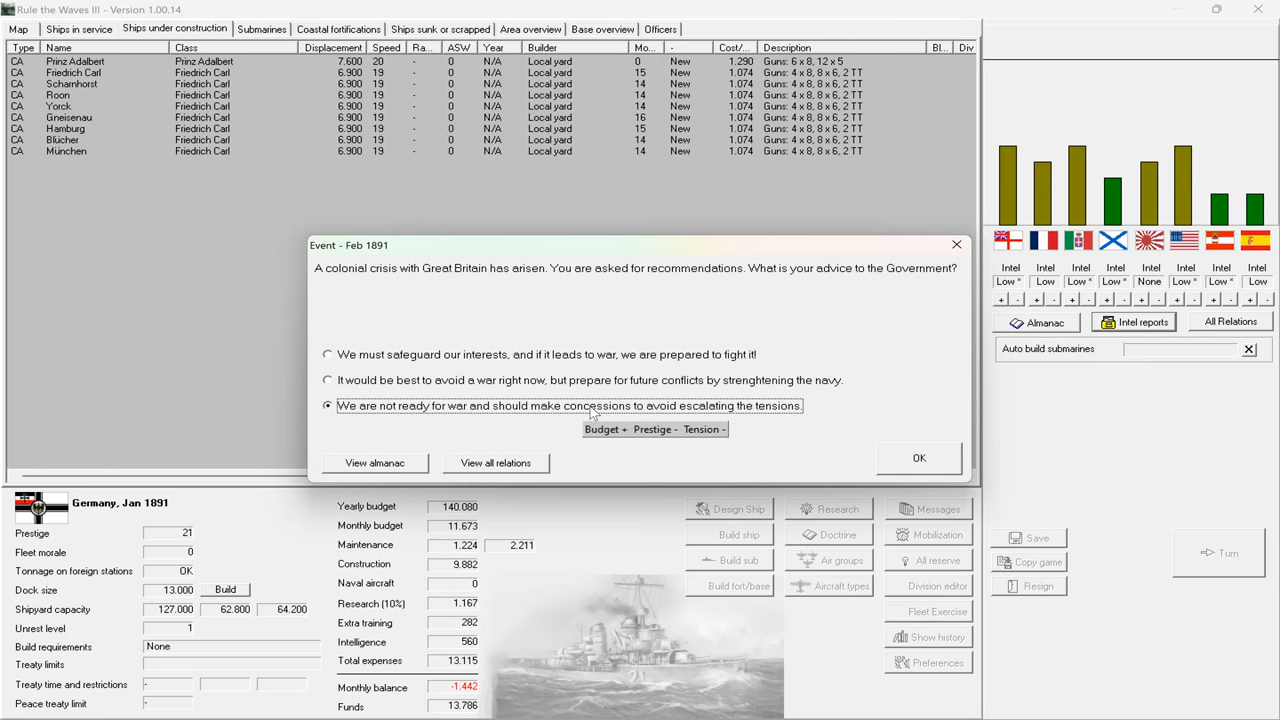 Rule the Waves III - Version 1.00.14
Map Ships in service Ships under construction Submarines Coastal fortifications Ships sunk or scrapped Area overview Base overview Officers
Type Name Class Displacement Speed Ra... ASW Year Builder Mo... - Cost/... Description Bl... Div
CA Prinz Adalbert Prinz Adalbert 7.600 20 - 0 N/A Local yard 0 New 1.290 Guns: 6 x 8, 12 x 5
CA Friedrich Carl Friedrich Carl 6.900 19 - 0 N/A Local yard 15 New 1.074 Guns: 4 x 8, 8 x 6, 2 TT
CA Scharnhorst Friedrich Carl 6.900 19 - 0 N/A Local yard 14 New 1.074 Guns: 4 x 8, 8 x 6, 2 TT
CA Roon Friedrich Carl 6.900 19 - 0 N/A Local yard 14 New 1.074 Guns: 4 x 8, 8 x 6, 2 TT
CA Yorck Friedrich Carl 6.900 19 - 0 N/A Local yard 14 New 1.074 Guns: 4 x 8, 8 x 6, 2 TT
CA Gneisenau Friedrich Carl 6.900 19 - 0 N/A Local yard 16 New 1.074 Guns: 4 x 8, 8 x 6, 2 TT
CA Hamburg Friedrich Carl 6.900 19 - 0 N/A Local yard 15 New 1.074 Guns: 4 x 8, 8 x 6, 2 TT
CA Blücher Friedrich Carl 6.900 19 - 0 N/A Local yard 14 New 1.074 Guns: 4 x 8, 8 x 6, 2 TT
CA München Friedrich Carl 6.900 19 - 0 N/A Local yard 14 New 1.074 Guns: 4 x 8, 8 x 6, 2 TT
Event - Feb 1891
A colonial crisis with Great Britain has arisen. You are asked for recommendations. What is your advice to the Government?
We must safeguard our interests, and if it leads to war, we are prepared to fight it!
It would be best to avoid a war right now, but prepare for future conflicts by strenghtening the navy.
We are not ready for war and should make concessions to avoid escalating the tensions.
Budget + Prestige - Tension -
View almanac View all relations OK
Intel Intel Intel Intel Intel Intel Intel Intel
Low * Low Low * Low * None Low * Low * Low
+ - + - + - + - + - + - + - + -
Almanac Intel reports All Relations
Auto build submarines
Germany, Jan 1891
Prestige 21
Fleet morale 0
Tonnage on foreign stations OK
Dock size 13.000 Build
Shipyard capacity 127.000 62.800 64.200
Unrest level 1
Build requirements None
Treaty limits
Treaty time and restrictions -
Peace treaty limit -
Yearly budget 140.080
Monthly budget 11.673
Maintenance 1.224 2.211
Construction 9.882
Naval aircraft 0
Research (10%) 1.167
Extra training 282
Intelligence 560
Total expenses 13.115
Monthly balance -1.442
Funds 13.786
Design Ship Research Messages
Build ship Doctrine Mobilization
Build sub Air groups All reserve
Build fort/base Aircraft types Division editor
Fleet Exercise
Show history
Preferences
Save
Copy game
Resign
Turn